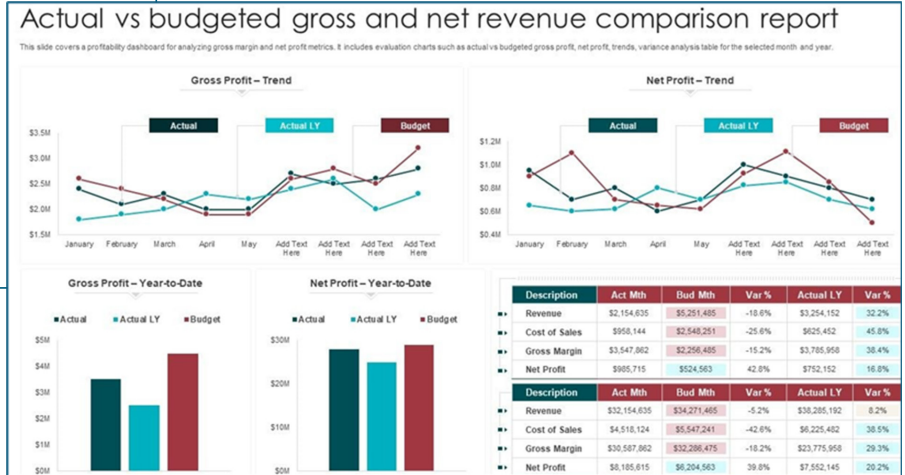 Actual vs budgeted gross and net revenue comparison report
This slide covers a profitability dashboard for analyzing gross margin and net profit metrics. It includes evaluation charts such as actual vs budgeted gross profit, net profit, trends, variance analysis table for the selected month and year.
Gross Profit – Trend
Actual Actual LY Budget
$3.5M
$3.0M
$2.5M
$2.0M
$1.5M
January February March April May Add Text Here Add Text Here Add Text Here Add Text Here
Net Profit – Trend
Actual Actual LY Budget
$1.2M
$1.0M
$0.8M
$0.6M
$0.4M
January February March April May Add Text Here Add Text Here Add Text Here Add Text Here
Gross Profit – Year-to-Date
Actual Actual LY Budget
$5M
$4M
$3M
$2M
$1M
$0M
Net Profit – Year-to-Date
Actual Actual LY Budget
$30M
$20M
$10M
$0M
Description Act Mth Bud Mth Var % Actual LY Var %
Revenue $2,154,635 $5,251,485 -18.6% $3,254,152 32.2%
Cost of Sales $958,144 $2,548,251 -25.6% $625,452 45.8%
Gross Margin $3,547,862 $2,256,485 -15.2% $3,785,958 38.4%
Net Profit $985,715 $524,563 42.8% $752,152 16.8%
Description Act Mth Bud Mth Var % Actual LY Var %
Revenue $32,154,635 $34,271,465 -5.2% $38,285,192 8.2%
Cost of Sales $4,518,124 $5,547,241 -42.6% $6,225,482 38.5%
Gross Margin $30,587,862 $32,286,475 -18.2% $23,775,958 29.3%
Net Profit $8,185,615 $6,204,563 39.8% $7,552,145 20.2%